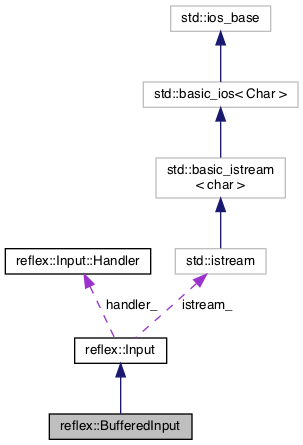 std::ios_base
std::basic_ios< Char >
std::basic_istream
< char >
reflex::Input::Handler
std::istream
handler_
istream_
reflex::Input
reflex::BufferedInput